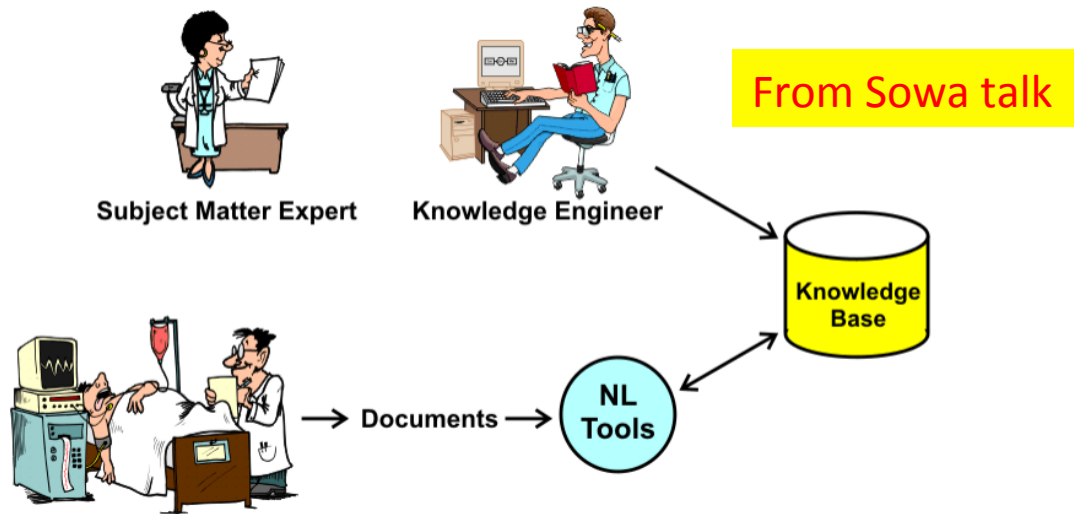 From Sowa talk
Subject Matter Expert
Knowledge Engineer
Knowledge
Base
Documents
NL
Tools